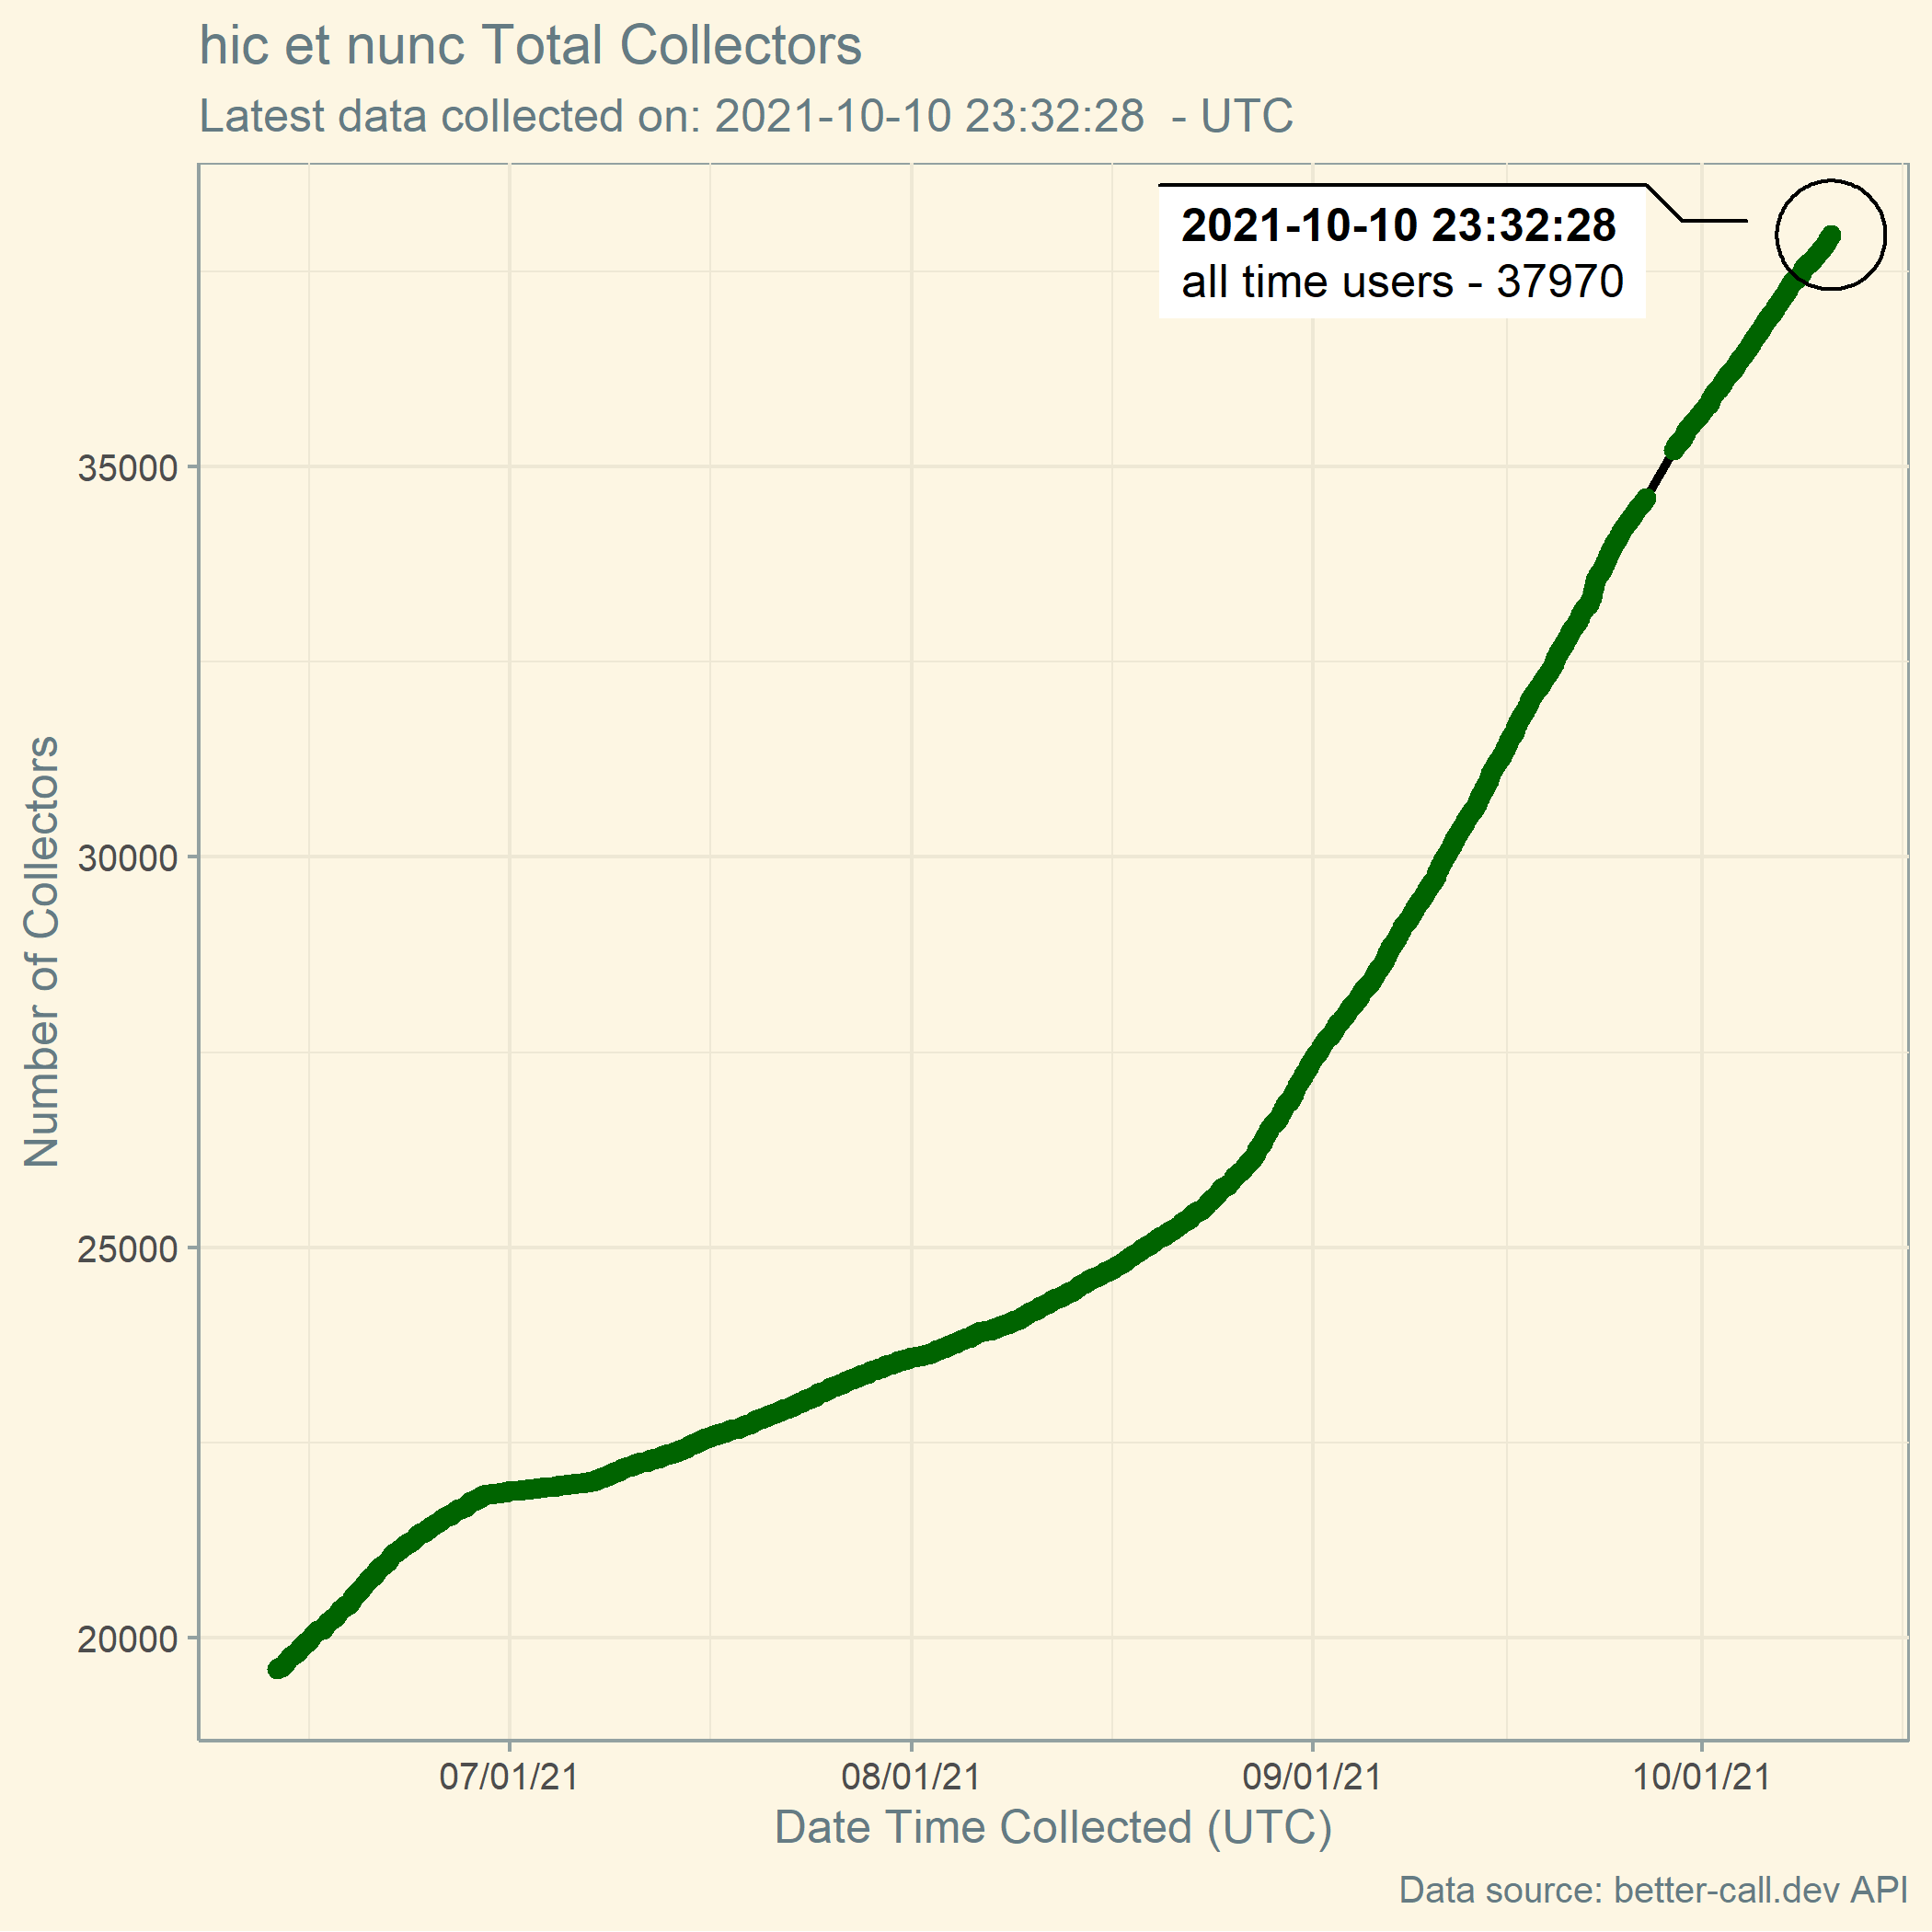 hic et nunc Total Collectors
Latest data collected on: 2021-10-10 23:32:28  - UTC
2021-10-10 23:32:28
all time users - 37970
Number of Collectors
35000
30000
25000
20000
07/01/21
08/01/21
09/01/21
10/01/21
Date Time Collected (UTC)
Data source: better-call.dev API